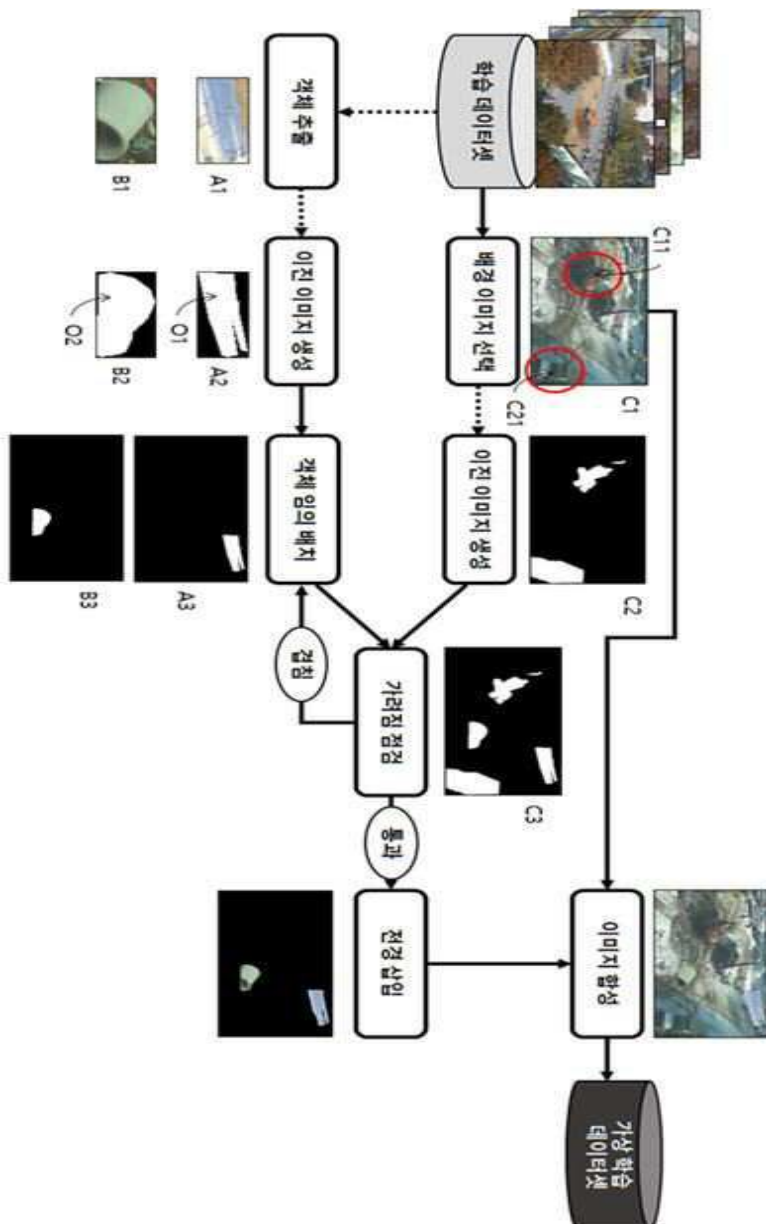 학습 데이터셋
배경 이미지 선택
C11
C1
C21
이진 이미지 생성
C2
C3
이미지 합성
가상 학습
데이터셋
가려짐 점검
통과
전경 삽입
겹침
객체 추출
이진 이미지 생성
객체 임의 배치
A1
B1
O1
A2
O2
B2
A3
B3